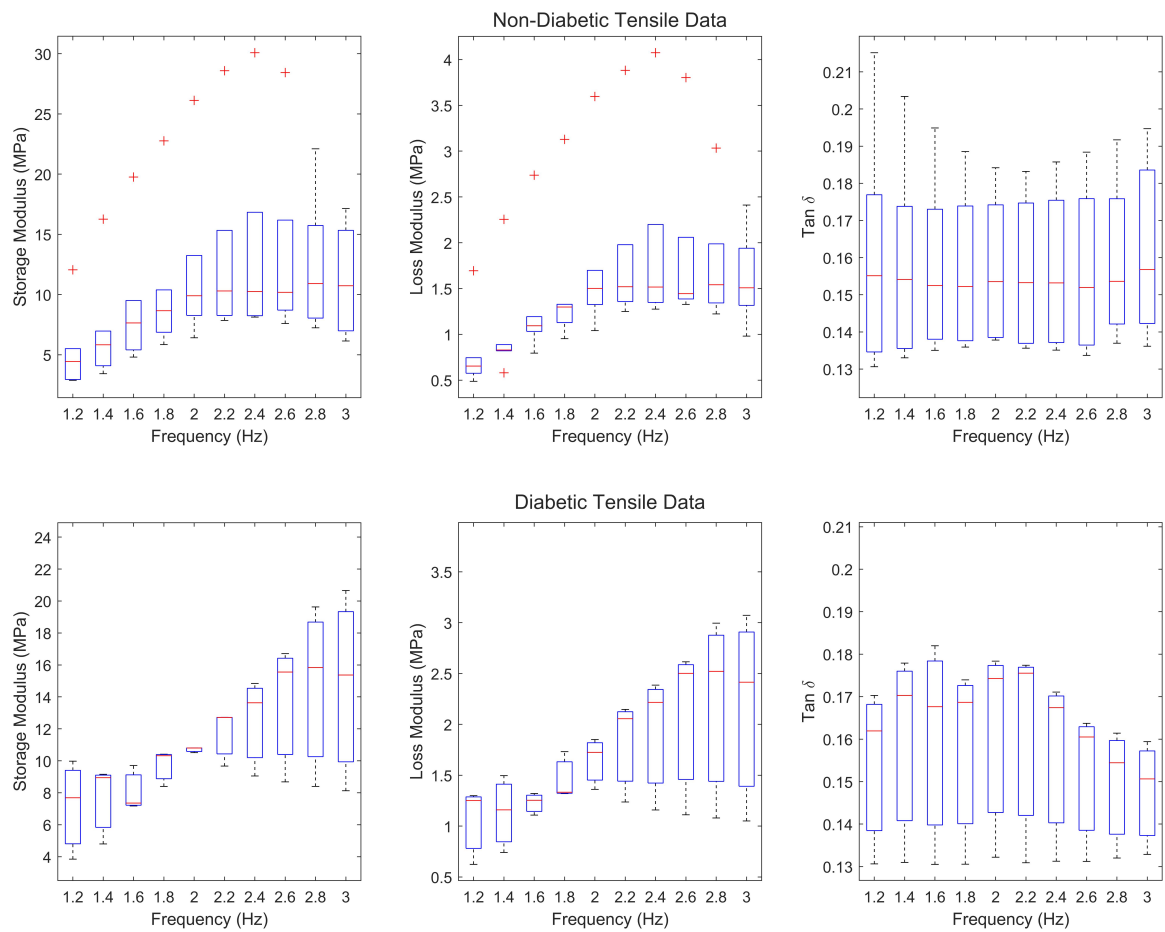 Non-Diabetic Tensile Data
Storage Modulus (MPa)
30
25
20
15
10
5
1.2 1.4 1.6 1.8 2 2.2 2.4 2.6 2.8 3
Frequency (Hz)
Loss Modulus (MPa)
4
3.5
3
2.5
2
1.5
1
0.5
1.2 1.4 1.6 1.8 2 2.2 2.4 2.6 2.8 3
Frequency (Hz)
Tan δ
0.21
0.2
0.19
0.18
0.17
0.16
0.15
0.14
0.13
1.2 1.4 1.6 1.8 2 2.2 2.4 2.6 2.8 3
Frequency (Hz)
Diabetic Tensile Data
Storage Modulus (MPa)
24
22
20
18
16
14
12
10
8
6
4
1.2 1.4 1.6 1.8 2 2.2 2.4 2.6 2.8 3
Frequency (Hz)
Loss Modulus (MPa)
3.5
3
2.5
2
1.5
1
0.5
1.2 1.4 1.6 1.8 2 2.2 2.4 2.6 2.8 3
Frequency (Hz)
Tan δ
0.21
0.2
0.19
0.18
0.17
0.16
0.15
0.14
0.13
1.2 1.4 1.6 1.8 2 2.2 2.4 2.6 2.8 3
Frequency (Hz)